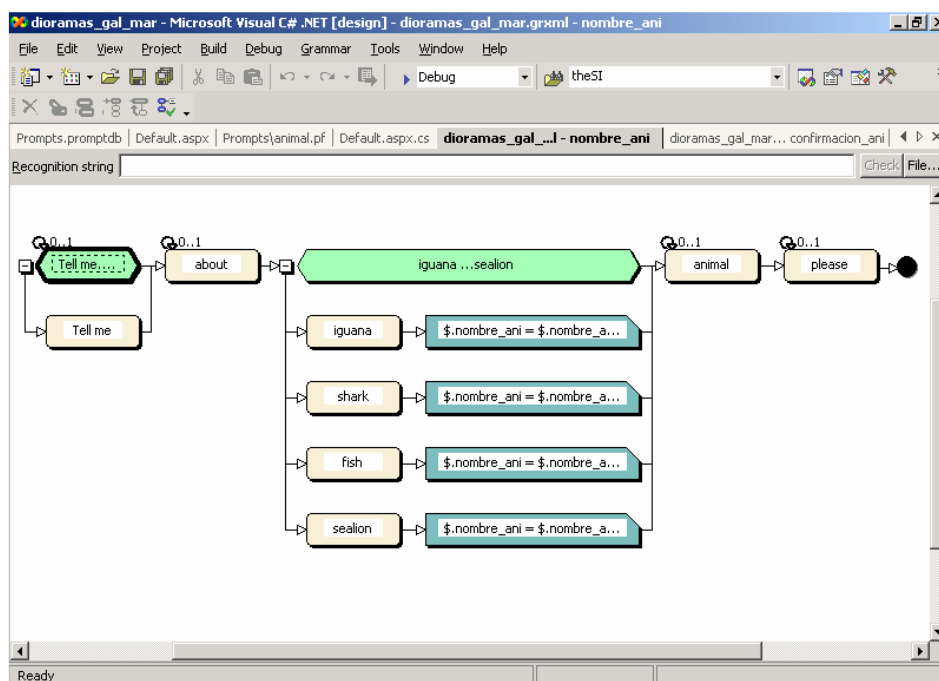 dioramas_gal_mar - Microsoft Visual C# .NET [design] - dioramas_gal_mar.grxml - nombre_ani
File Edit View Project Build Debug Grammar Tools Window Help
Debug theSI
Prompts.promptdb Default.aspx Prompts\animal.pf Default.aspx.cs dioramas_gal_...l - nombre_ani dioramas_gal_mar... confirmacion_ani
Recognition string Check File...
0..1 0..1 0..1 0..1
Tell me..... about iguana ...sealion animal please
Tell me iguana $.nombre_ani = $.nombre_a...
shark $.nombre_ani = $.nombre_a...
fish $.nombre_ani = $.nombre_a...
sealion $.nombre_ani = $.nombre_a...
Ready